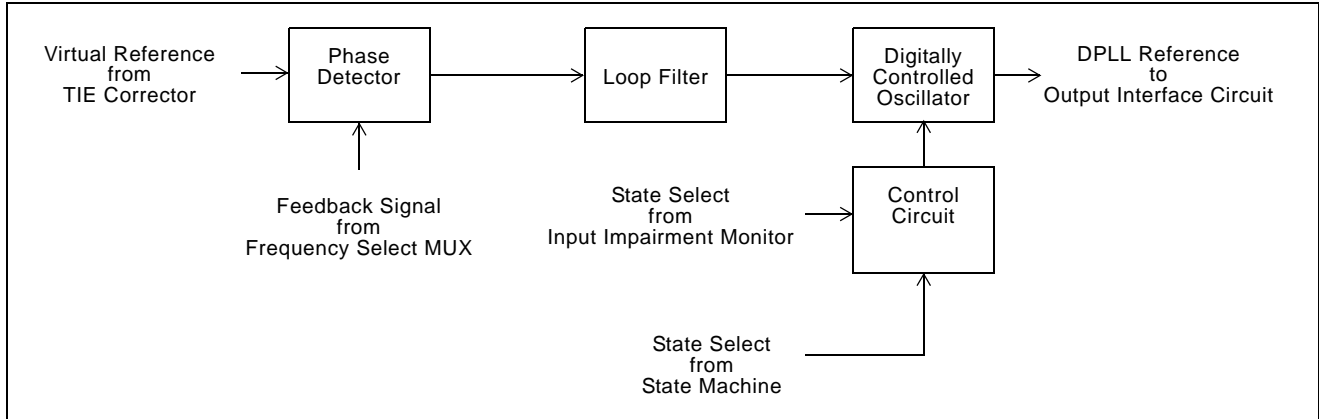 Virtual Reference
from
TIE Corrector
Phase
Detector
Loop Filter
Digitally
Controlled
Oscillator
DPLL Reference
to
Output Interface Circuit
Feedback Signal
from
Frequency Select MUX
State Select
from
Input Impairment Monitor
Control
Circuit
State Select
from
State Machine